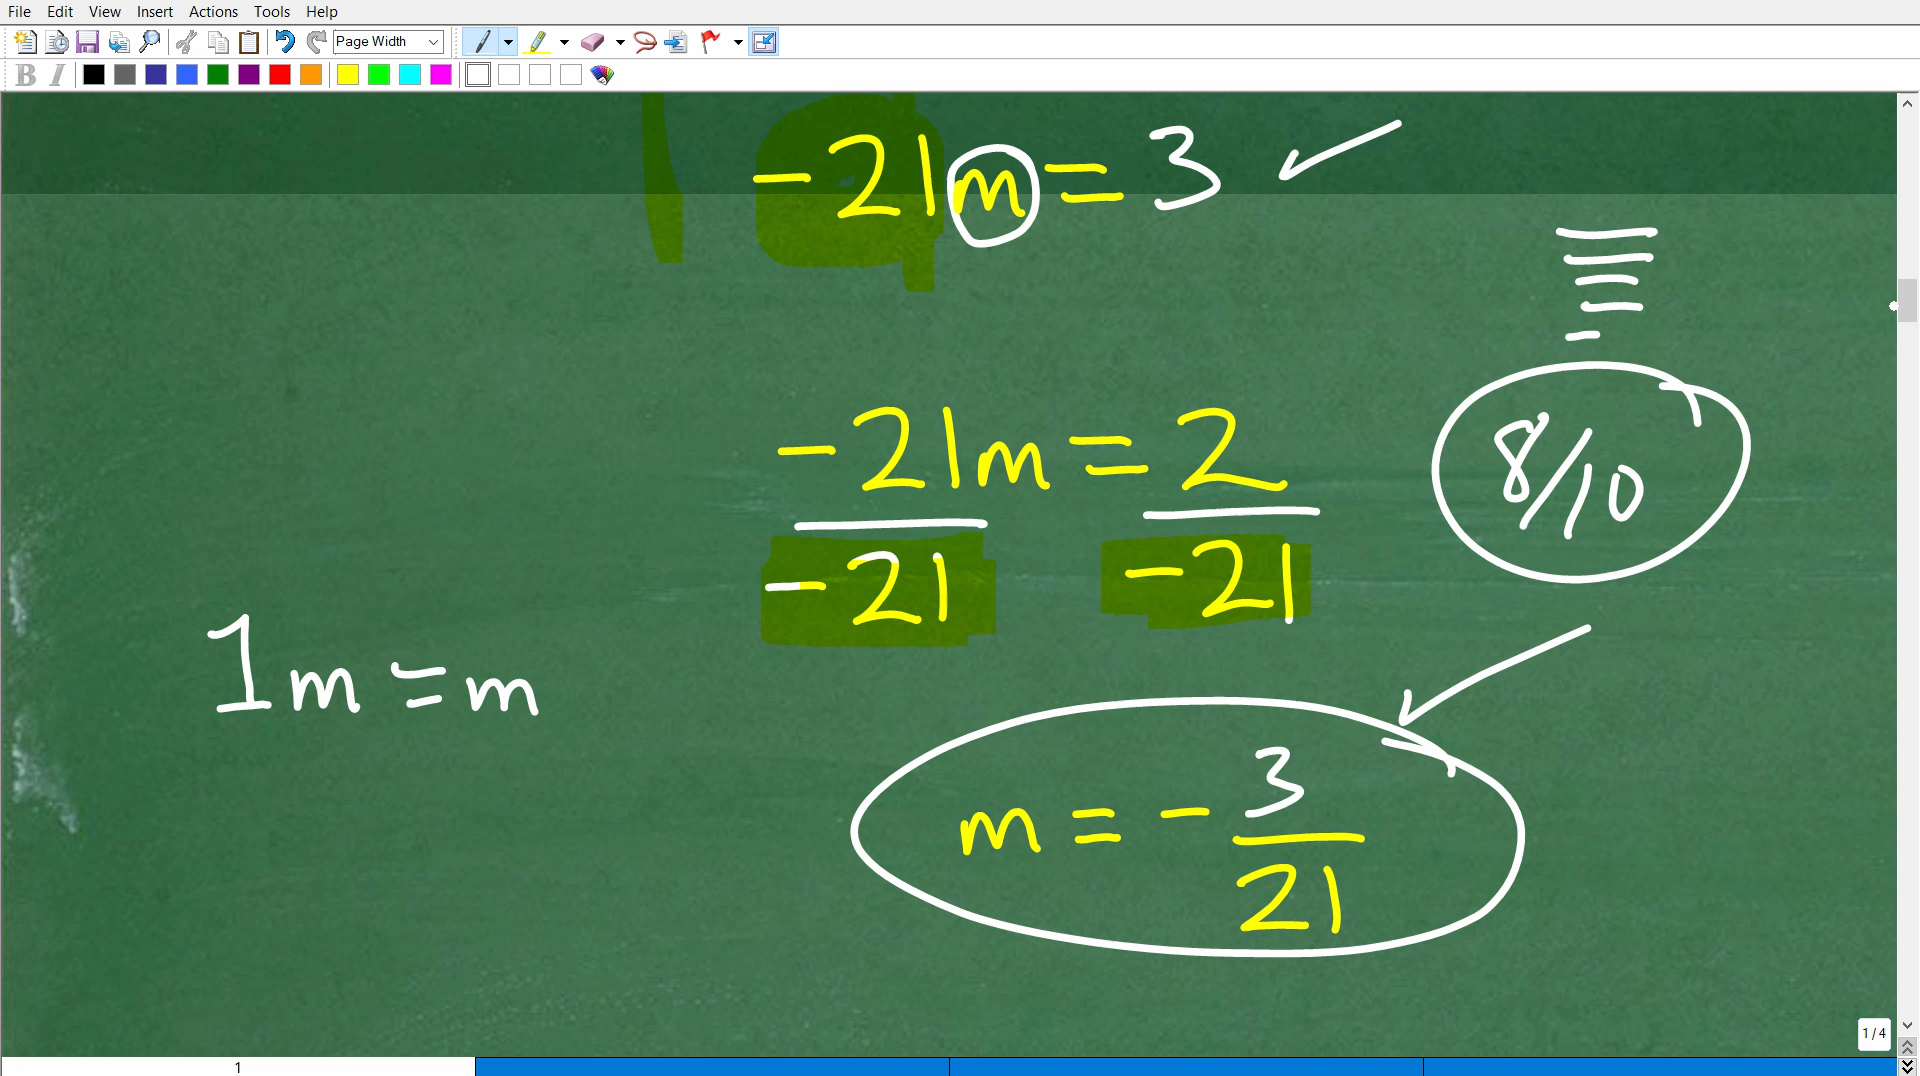 File Edit View Insert Actions Tools Help
Page Width
B I
-21m = 3
-21m = 2
-21 -21
8/10
1m = m
m = - 3/21
1 / 4
1